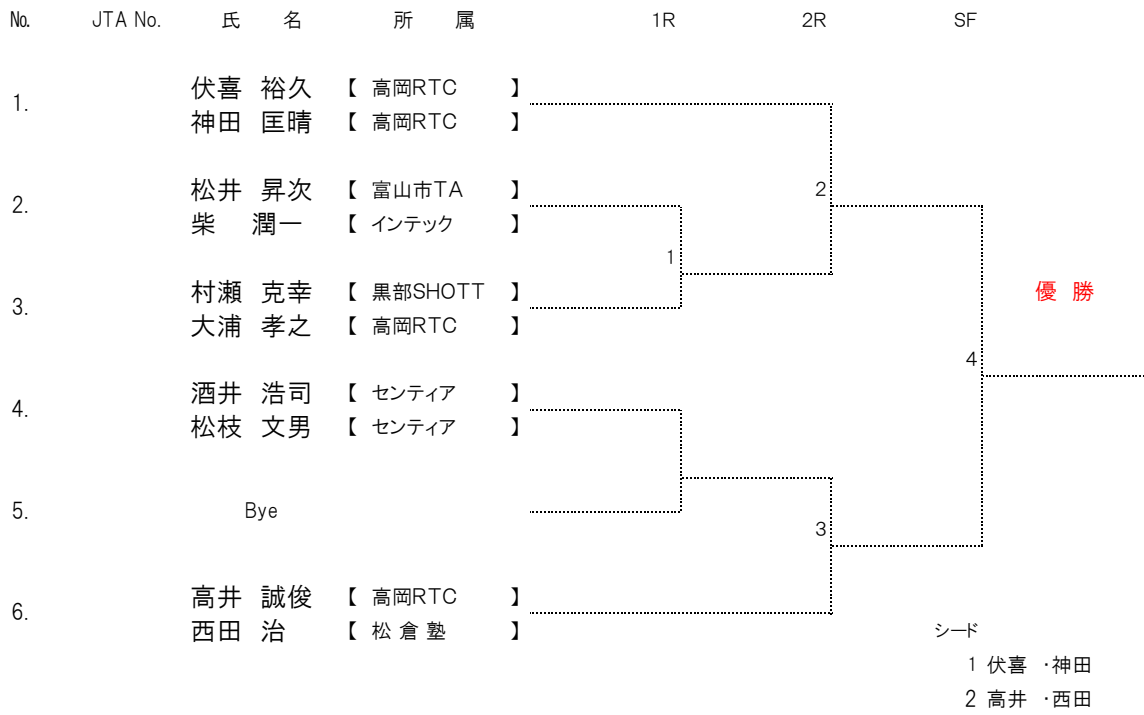 No. JTA No. 氏 名 所 属 1R 2R SF
1. 伏喜 裕久 【 高岡RTC 】
神田 匡晴 【 高岡RTC 】
2. 松井 昇次 【 富山市TA 】 2
柴 潤一 【 インテック 】
1
3. 村瀬 克幸 【 黒部SHOTT 】 優 勝
大浦 孝之 【 高岡RTC 】
4
4. 酒井 浩司 【 センティア 】
松枝 文男 【 センティア 】
5. Bye
3
6. 高井 誠俊 【 高岡RTC 】
西田 治 【 松 倉 塾 】 シード
1 伏喜 ・神田
2 高井 ・西田